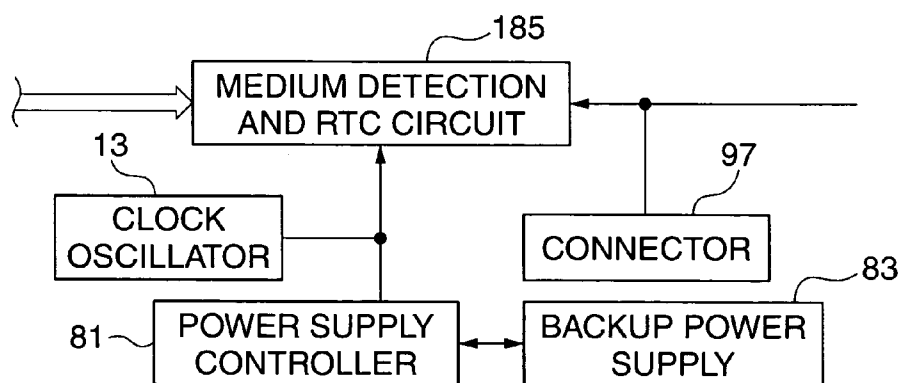 185
MEDIUM DETECTION
AND RTC CIRCUIT
13
CLOCK
OSCILLATOR
97
CONNECTOR
81
POWER SUPPLY
CONTROLLER
83
BACKUP POWER
SUPPLY